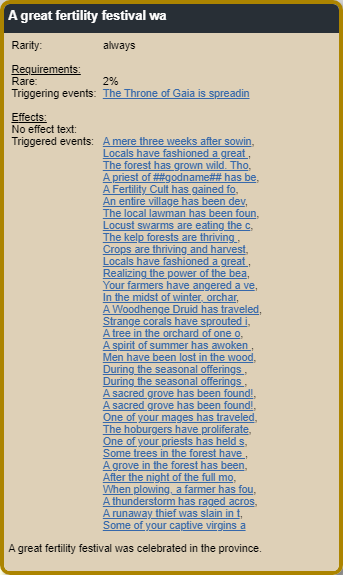 A great fertility festival wa
Rarity: always
Requirements:
Rare: 2%
Triggering events: The Throne of Gaia is spreadin
Effects:
No effect text:
Triggered events: A mere three weeks after sowin,
Locals have fashioned a great ,
The forest has grown wild. Tho,
A priest of ##godname## has be,
A Fertility Cult has gained fo,
An entire village has been dev,
The local lawman has been foun,
Locust swarms are eating the c,
The kelp forests are thriving ,
Crops are thriving and harvest,
Locals have fashioned a great ,
Realizing the power of the bea,
Your farmers have angered a ve,
In the midst of winter, orchar,
A Woodhenge Druid has traveled,
Strange corals have sprouted i,
A tree in the orchard of one o,
A spirit of summer has awoken ,
Men have been lost in the wood,
During the seasonal offerings ,
During the seasonal offerings ,
A sacred grove has been found!,
A sacred grove has been found!,
One of your mages has traveled,
The hoburgers have proliferate,
One of your priests has held s,
Some trees in the forest have ,
A grove in the forest has been,
After the night of the full mo,
When plowing, a farmer has fou,
A thunderstorm has raged acros,
A runaway thief was slain in t,
Some of your captive virgins a
A great fertility festival was celebrated in the province.